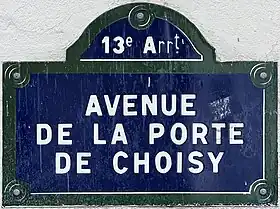 13e Arrt
AVENUE
DE LA PORTE
DE CHOISY